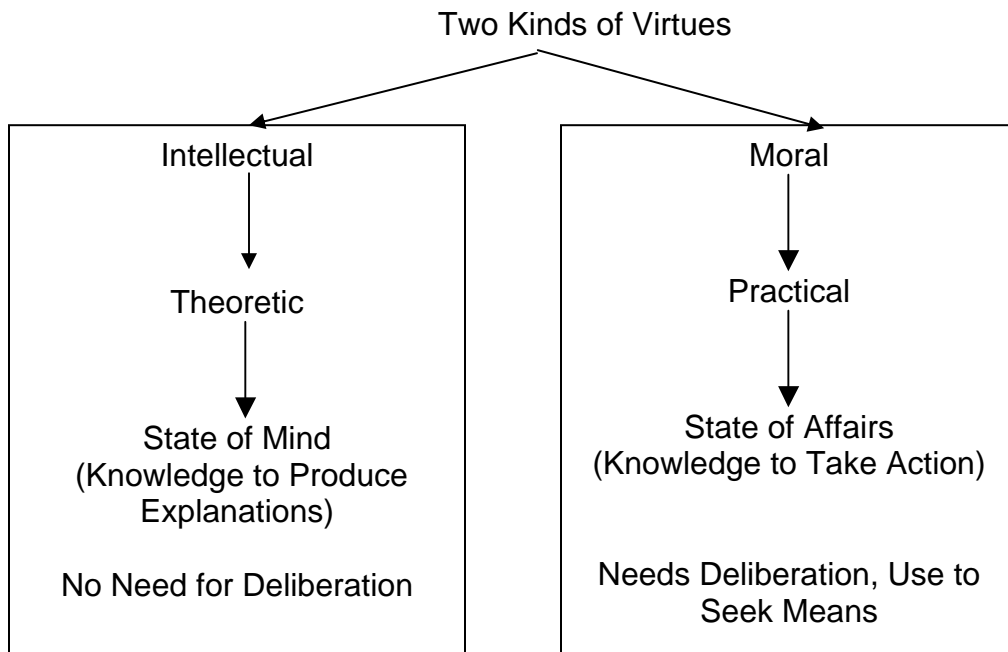 Two Kinds of Virtues
Intellectual
Theoretic
State of Mind
(Knowledge to Produce
Explanations)
No Need for Deliberation
Moral
Practical
State of Affairs
(Knowledge to Take Action)
Needs Deliberation, Use to
Seek Means